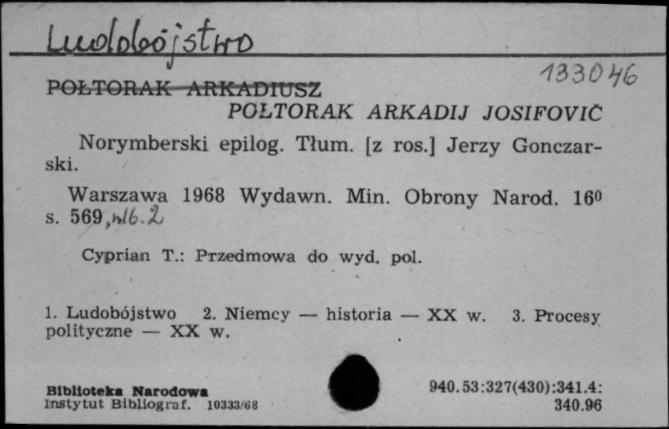 Ludobójstwo
133046
POŁTORAK ARKADIUSZ
POŁTORAK ARKADIJ JOSIFOVIČ
Norymberski epilog. Tłum. [z ros.] Jerzy Gonczar-
ski.
Warszawa 1968 Wydawn. Min. Obrony Narod. 16⁰
s. 569, nlb. 2
Cyprian T.: Przedmowa do wyd. pol.
1. Ludobójstwo 2. Niemcy — historia — XX w. 3. Procesy
polityczne — XX w.
Biblioteka Narodowa
Instytut Bibliograf. 10333/68
940.53:327(430):341.4:
340.96